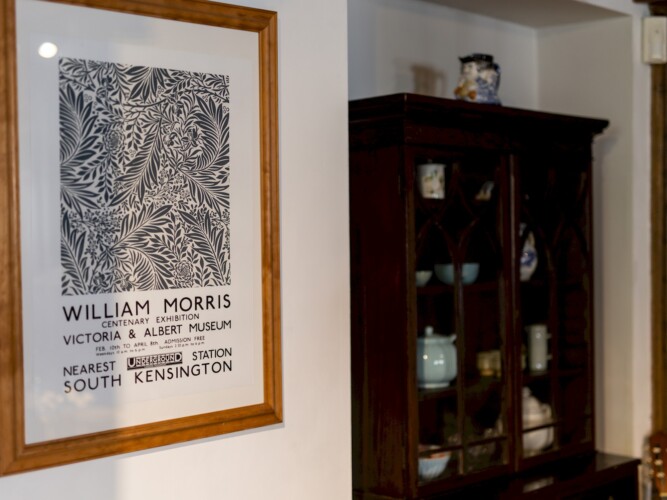 WILLIAM MORRIS
CENTENARY EXHIBITION
VICTORIA & ALBERT MUSEUM
FEB. 10TH TO APRIL 8th ADMISSION FREE
NEAREST UNDERGROUND STATION
SOUTH KENSINGTON